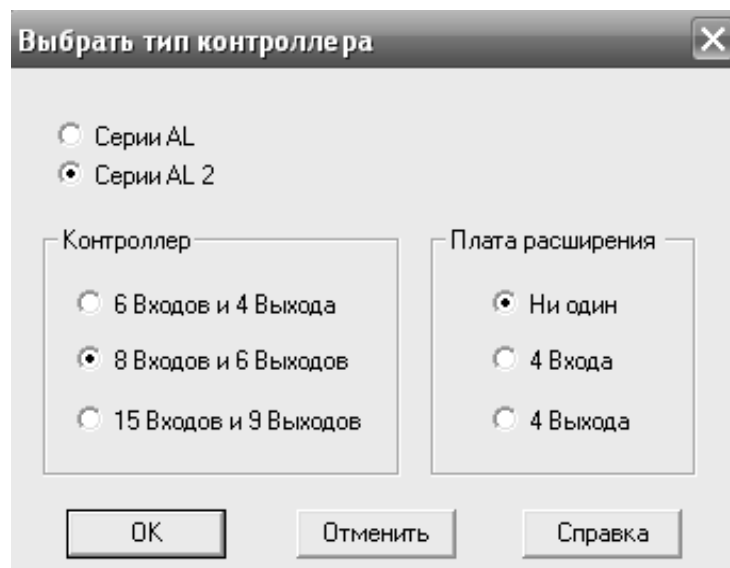 Выбрать тип контроллера
Серии AL
Серии AL 2
Контроллер
6 Входов и 4 Выхода
8 Входов и 6 Выходов
15 Входов и 9 Выходов
Плата расширения
Ни один
4 Входа
4 Выхода
OK
Отменить
Справка